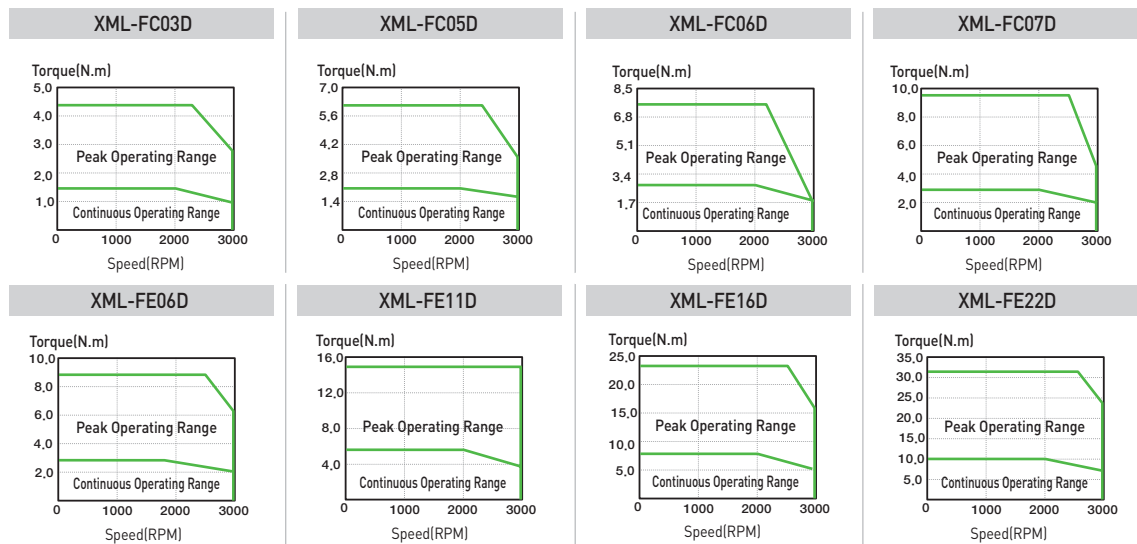 XML-FC03D
XML-FC05D
XML-FC06D
XML-FC07D
Torque(N.m)
5,0
4,0
3,0
2,0
1,0
Peak Operating Range
Continuous Operating Range
0 1000 2000 3000
Speed(RPM)
Torque(N.m)
7,0
5,6
4,2
2,8
1,4
Peak Operating Range
Continuous Operating Range
0 1000 2000 3000
Speed(RPM)
Torque(N.m)
8,5
6,8
5,1
3,4
1,7
Peak Operating Range
Continuous Operating Range
0 1000 2000 3000
Speed(RPM)
Torque(N.m)
10,0
8,0
6,0
4,0
2,0
Peak Operating Range
Continuous Operating Range
0 1000 2000 3000
Speed(RPM)
XML-FE06D
XML-FE11D
XML-FE16D
XML-FE22D
Torque(N.m)
10,0
8,0
6,0
4,0
2,0
Peak Operating Range
Continuous Operating Range
0 1000 2000 3000
Speed(RPM)
Torque(N.m)
16,0
12,0
8,0
4,0
Peak Operating Range
Continuous Operating Range
0 1000 2000 3000
Speed(RPM)
Torque(N.m)
25,0
20,0
15,0
10,0
5,0
Peak Operating Range
Continuous Operating Range
0 1000 2000 3000
Speed(RPM)
Torque(N.m)
35,0
30,0
25,0
20,0
15,0
10,0
5,0
Peak Operating Range
Continuous Operating Range
0 1000 2000 3000
Speed(RPM)